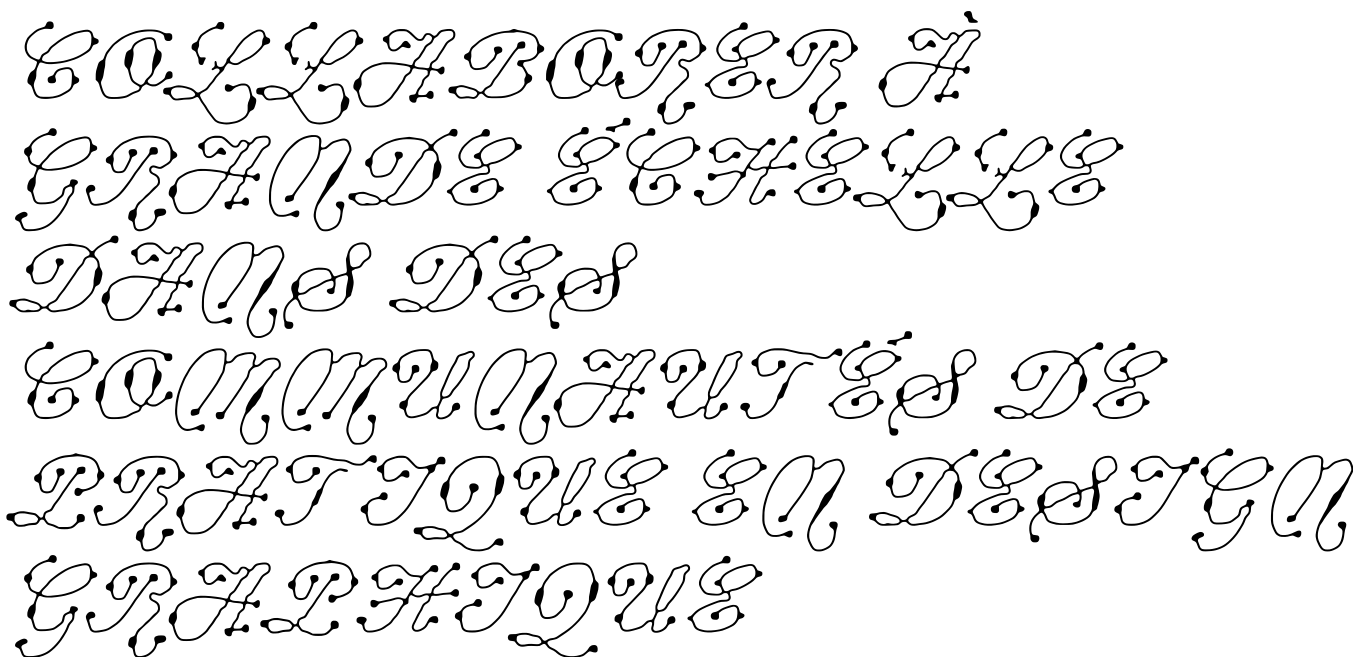 COLLABORER À
GRANDE ÉCHELLE
DANS DES
COMMUNAUTÉS DE
PRATIQUE EN DESIGN
GRAPHIQUE